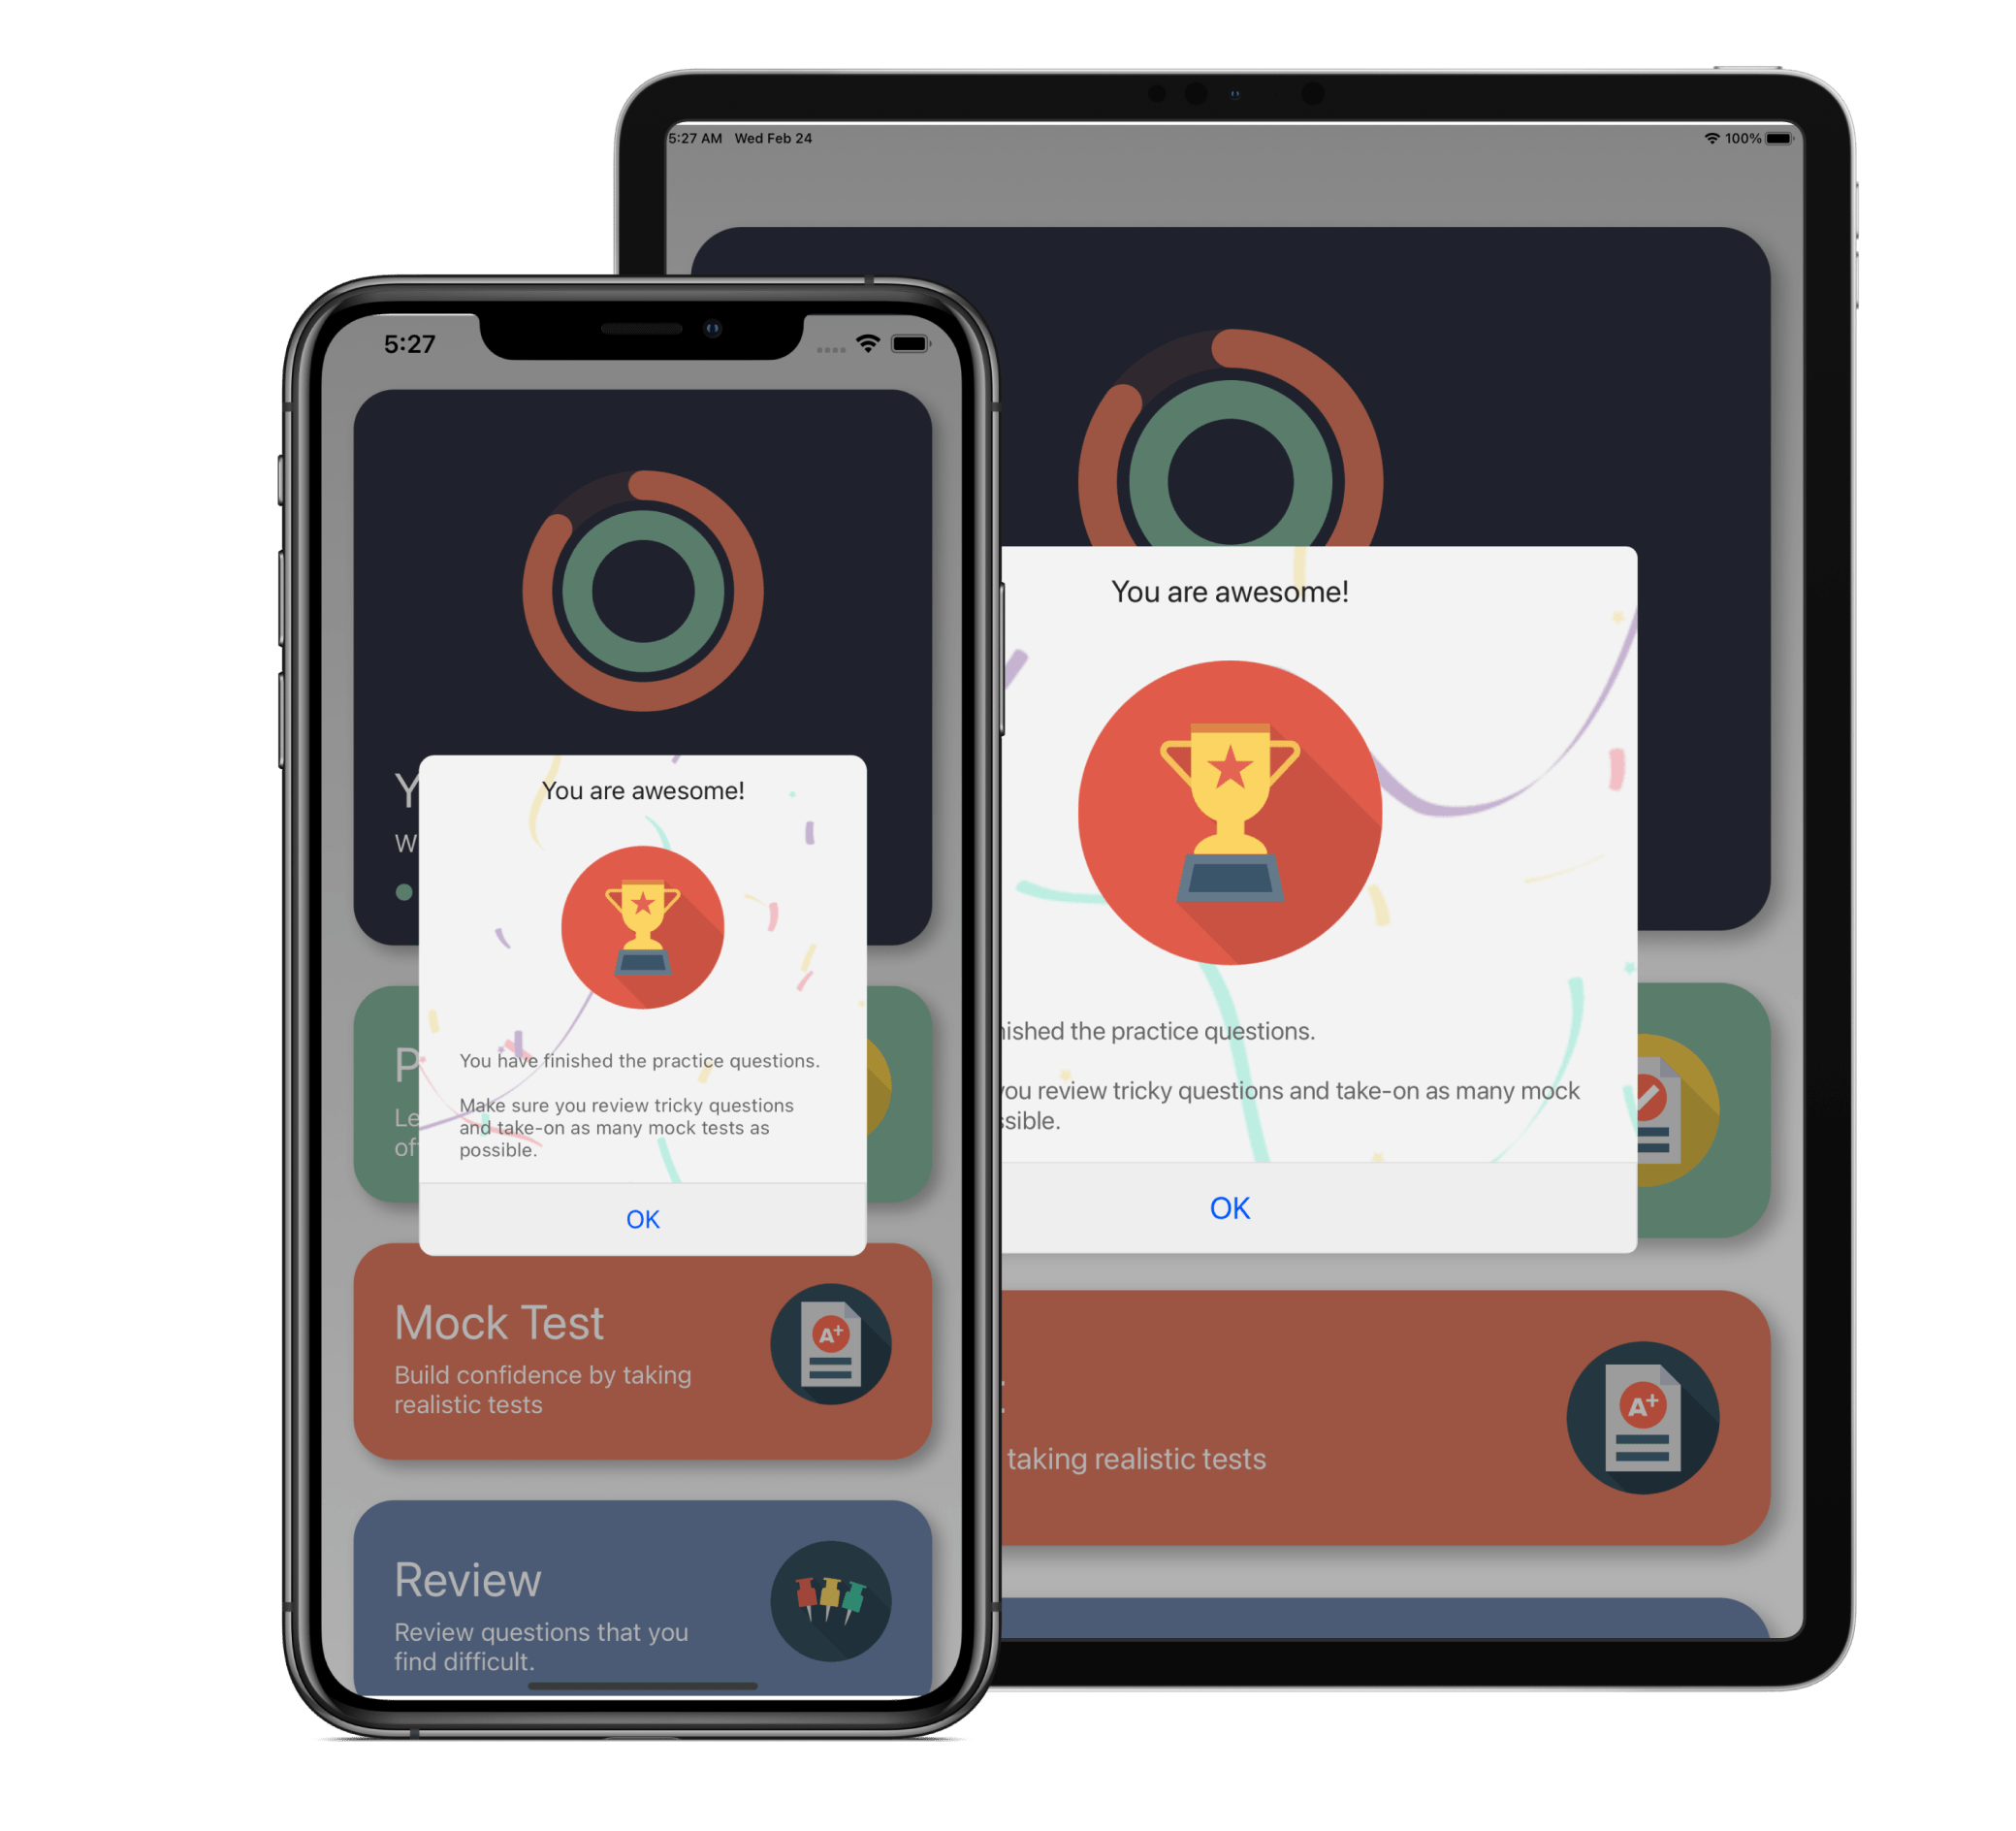 5:27 AM Wed Feb 24
100%
You are awesome!
nished the practice questions.
you review tricky questions and take-on as many mock
ssible.
OK
taking realistic tests
A+
5:27
Y
W
You are awesome!
P
Le
of
You have finished the practice questions.
Make sure you review tricky questions
and take-on as many mock tests as
possible.
OK
Mock Test
Build confidence by taking
realistic tests
A+
Review
Review questions that you
find difficult.